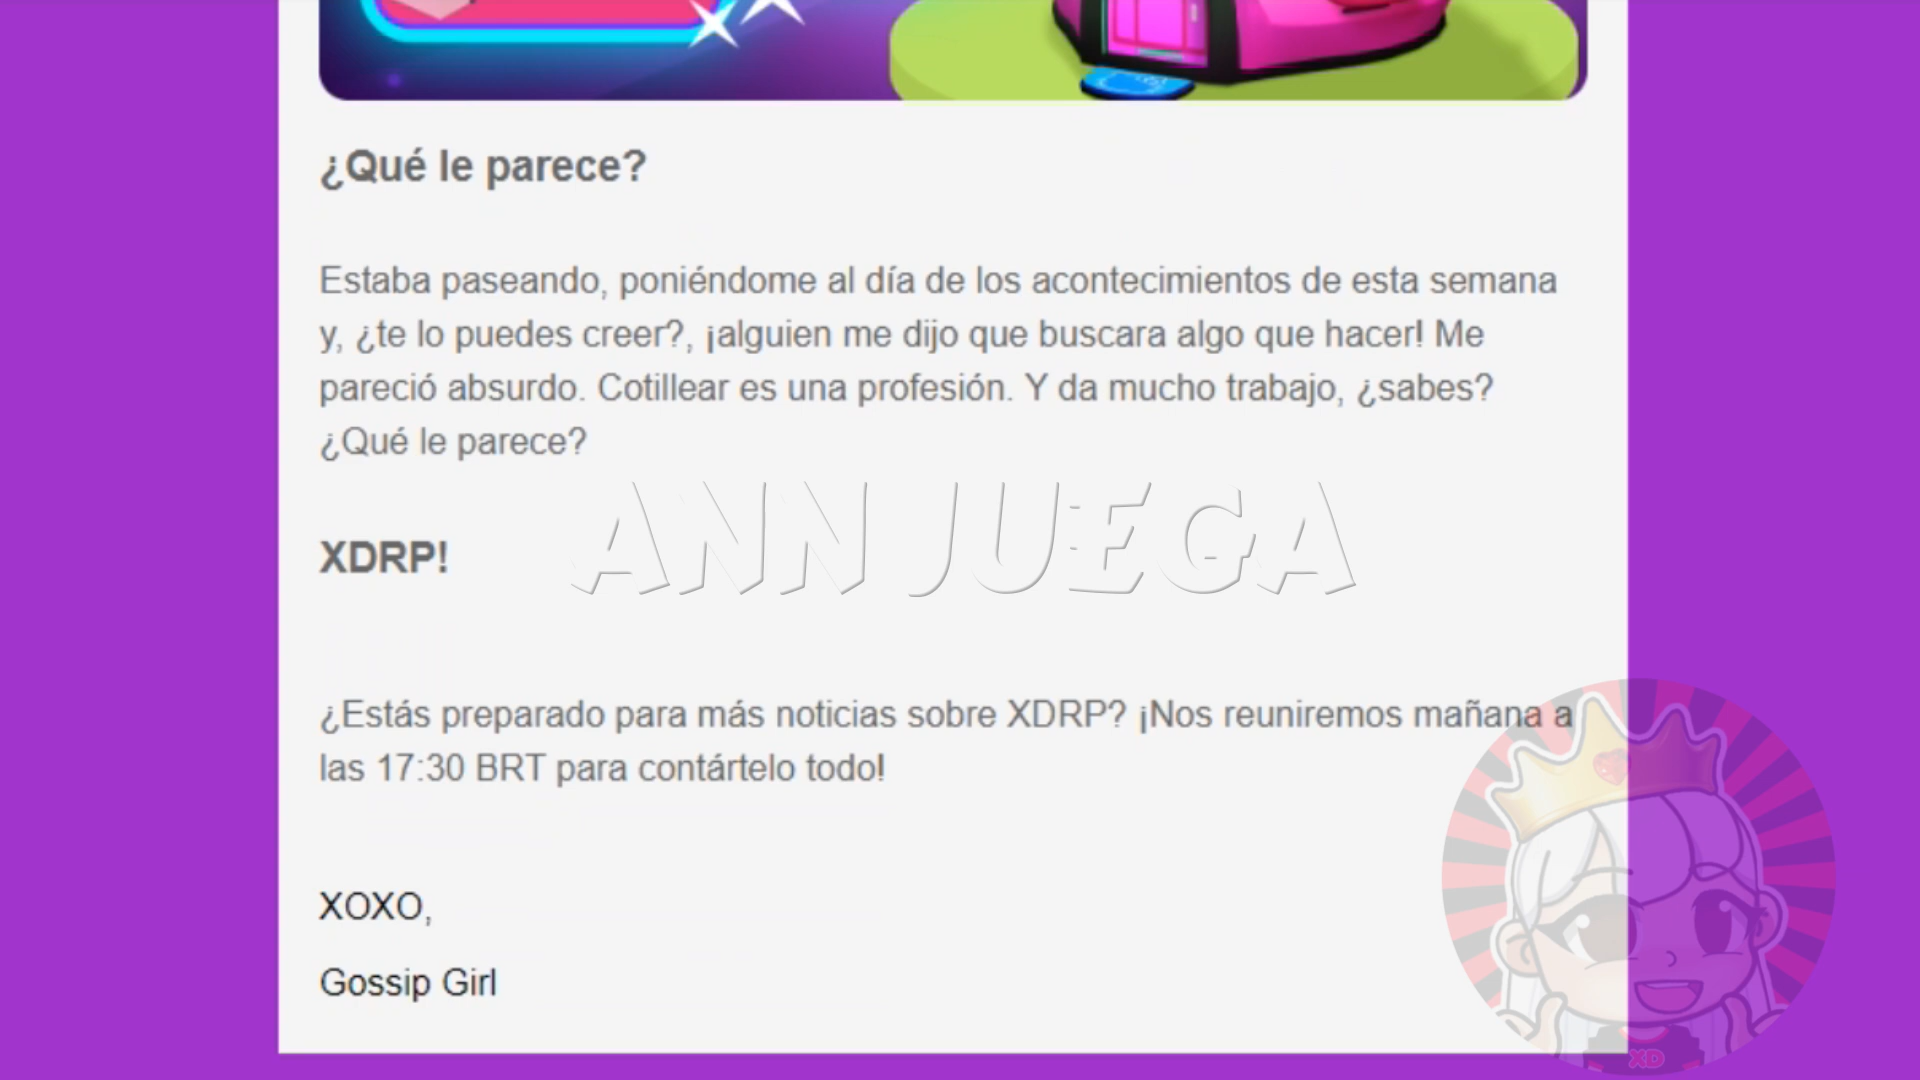 ¿Qué le parece?
Estaba paseando, poniéndome al día de los acontecimientos de esta semana
y, ¿te lo puedes creer?, ¡alguien me dijo que buscara algo que hacer! Me
pareció absurdo. Cotillear es una profesión. Y da mucho trabajo, ¿sabes?
¿Qué le parece?
ANN JUEGA
XDRP!
¿Estás preparado para más noticias sobre XDRP? ¡Nos reuniremos mañana a
las 17:30 BRT para contártelo todo!
XOXO,
Gossip Girl
XD